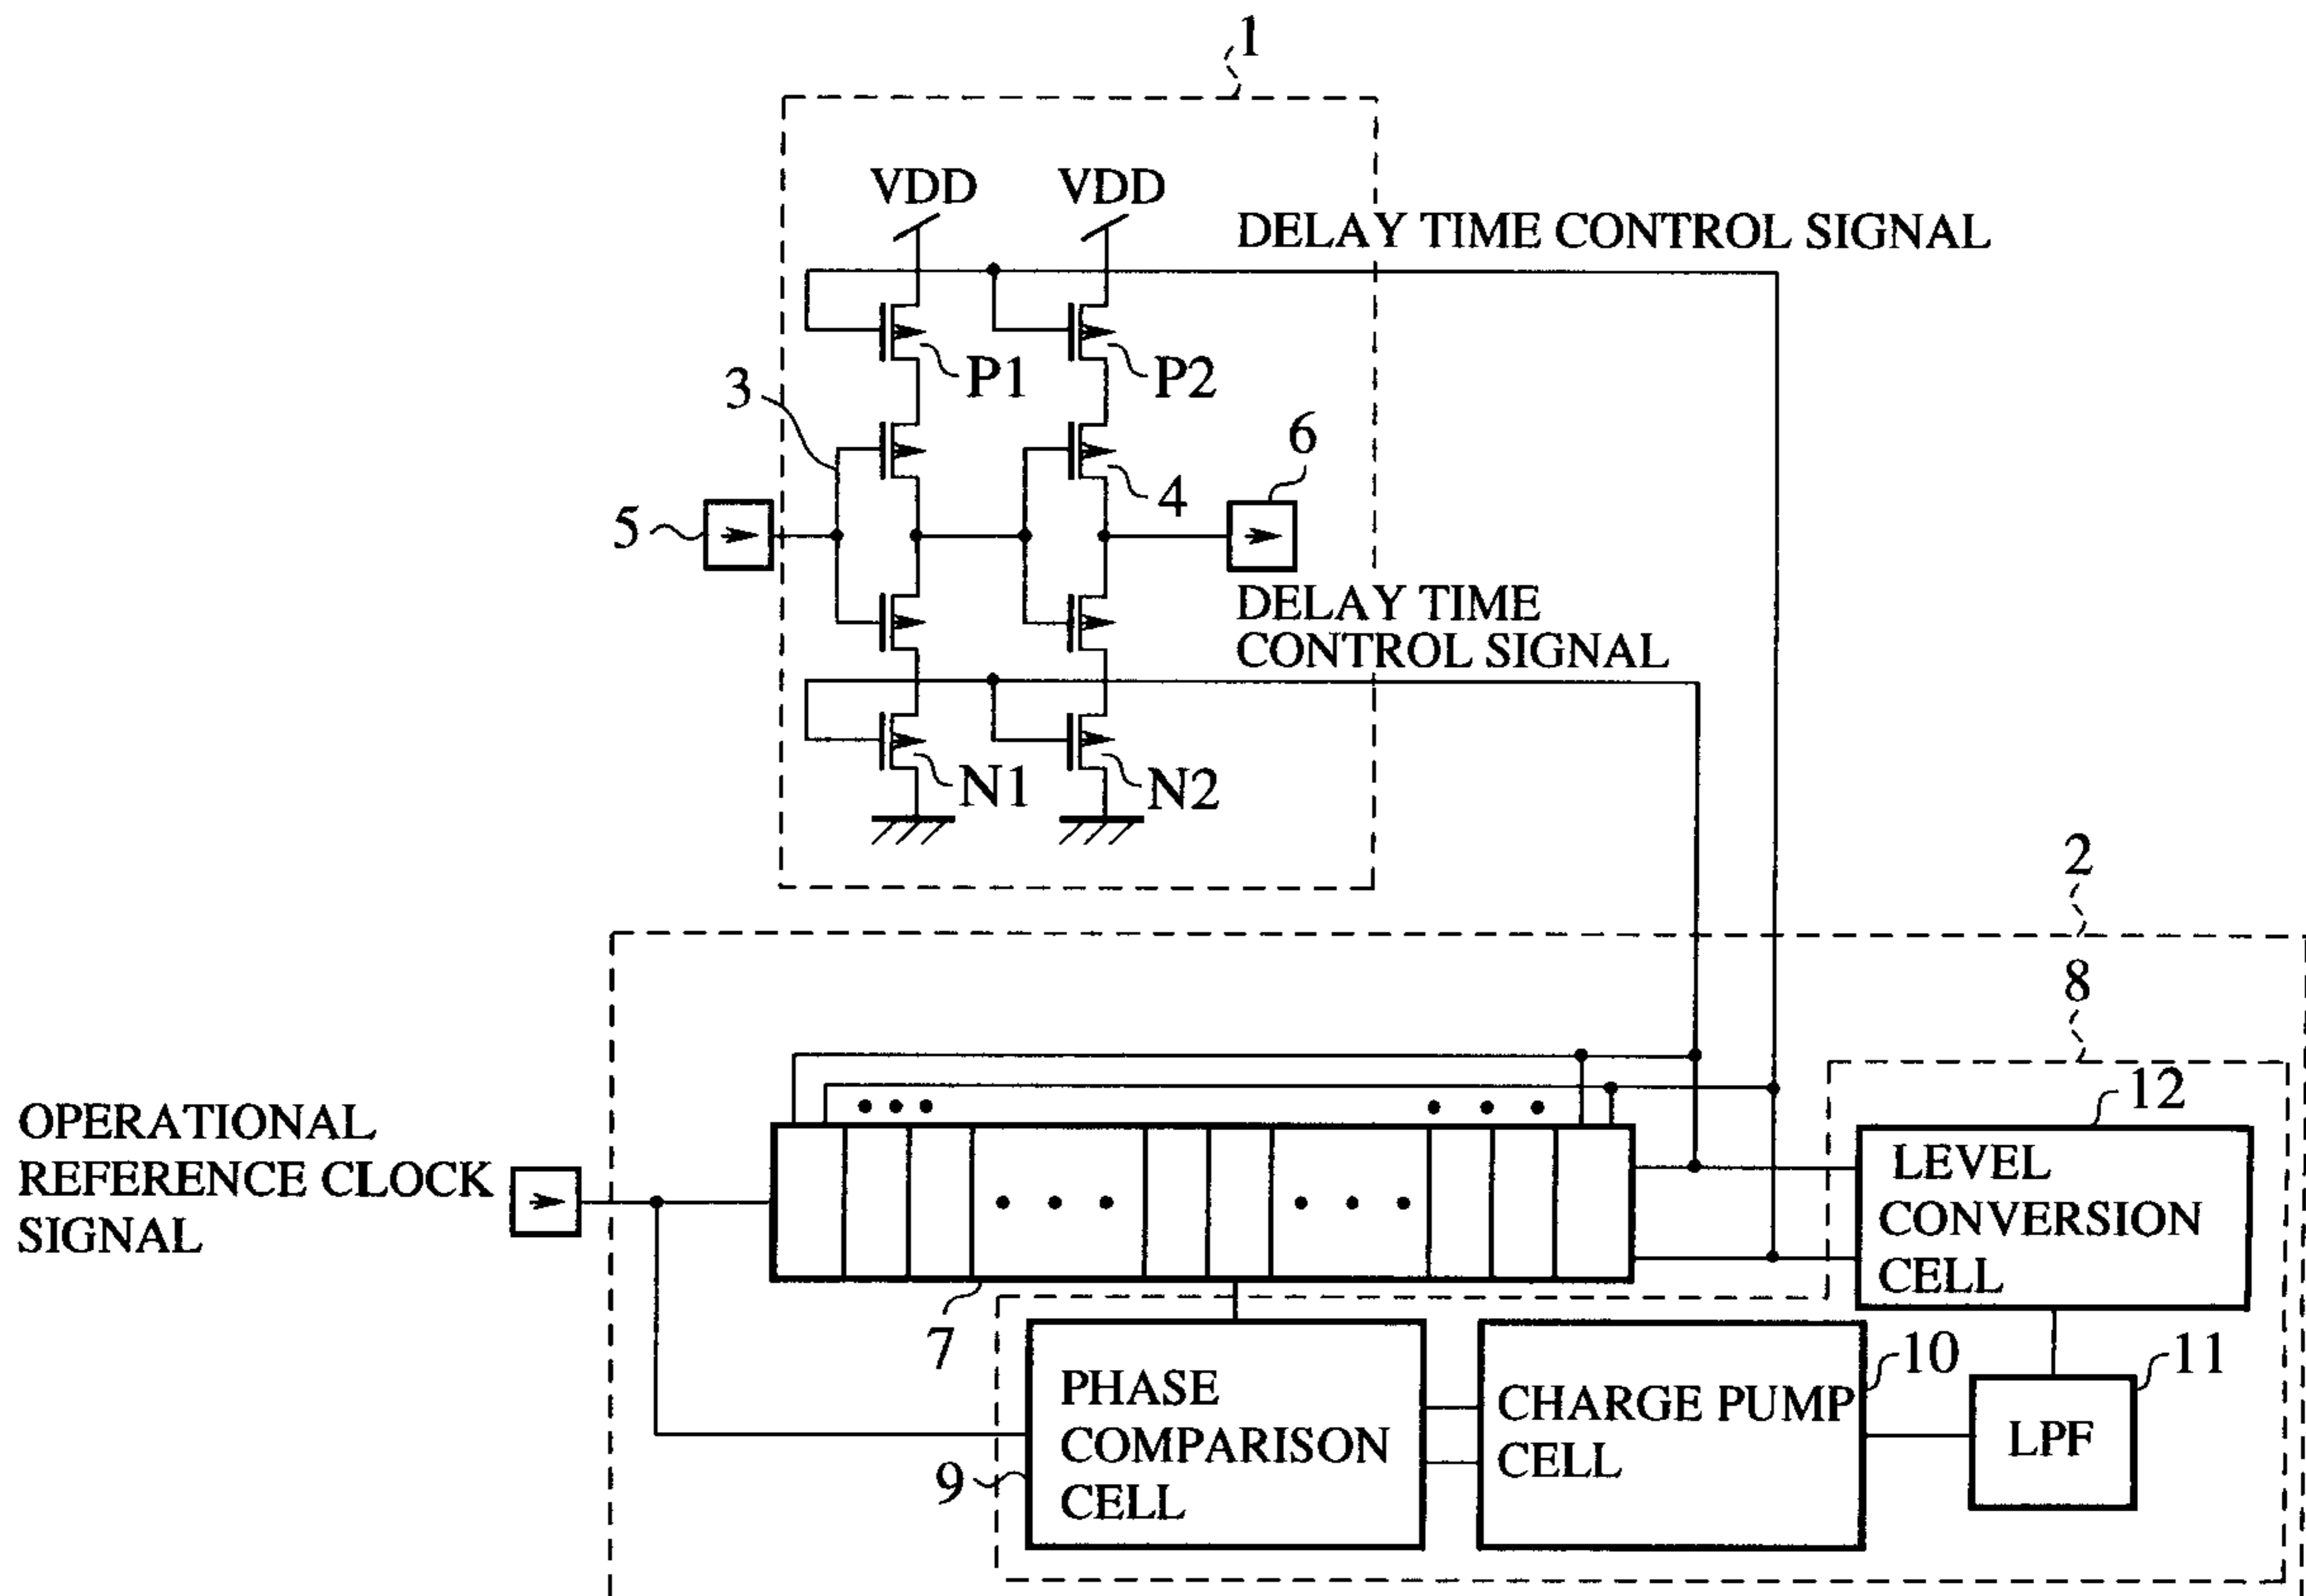 1
VDD
VDD
DELAY TIME CONTROL SIGNAL
P1
P2
3
6
4
5
DELAY TIME
CONTROL SIGNAL
N1
N2
2
8
12
OPERATIONAL
REFERENCE CLOCK
SIGNAL
LEVEL
CONVERSION
CELL
7
10
11
PHASE
COMPARISON
CELL
CHARGE PUMP
CELL
LPF
9